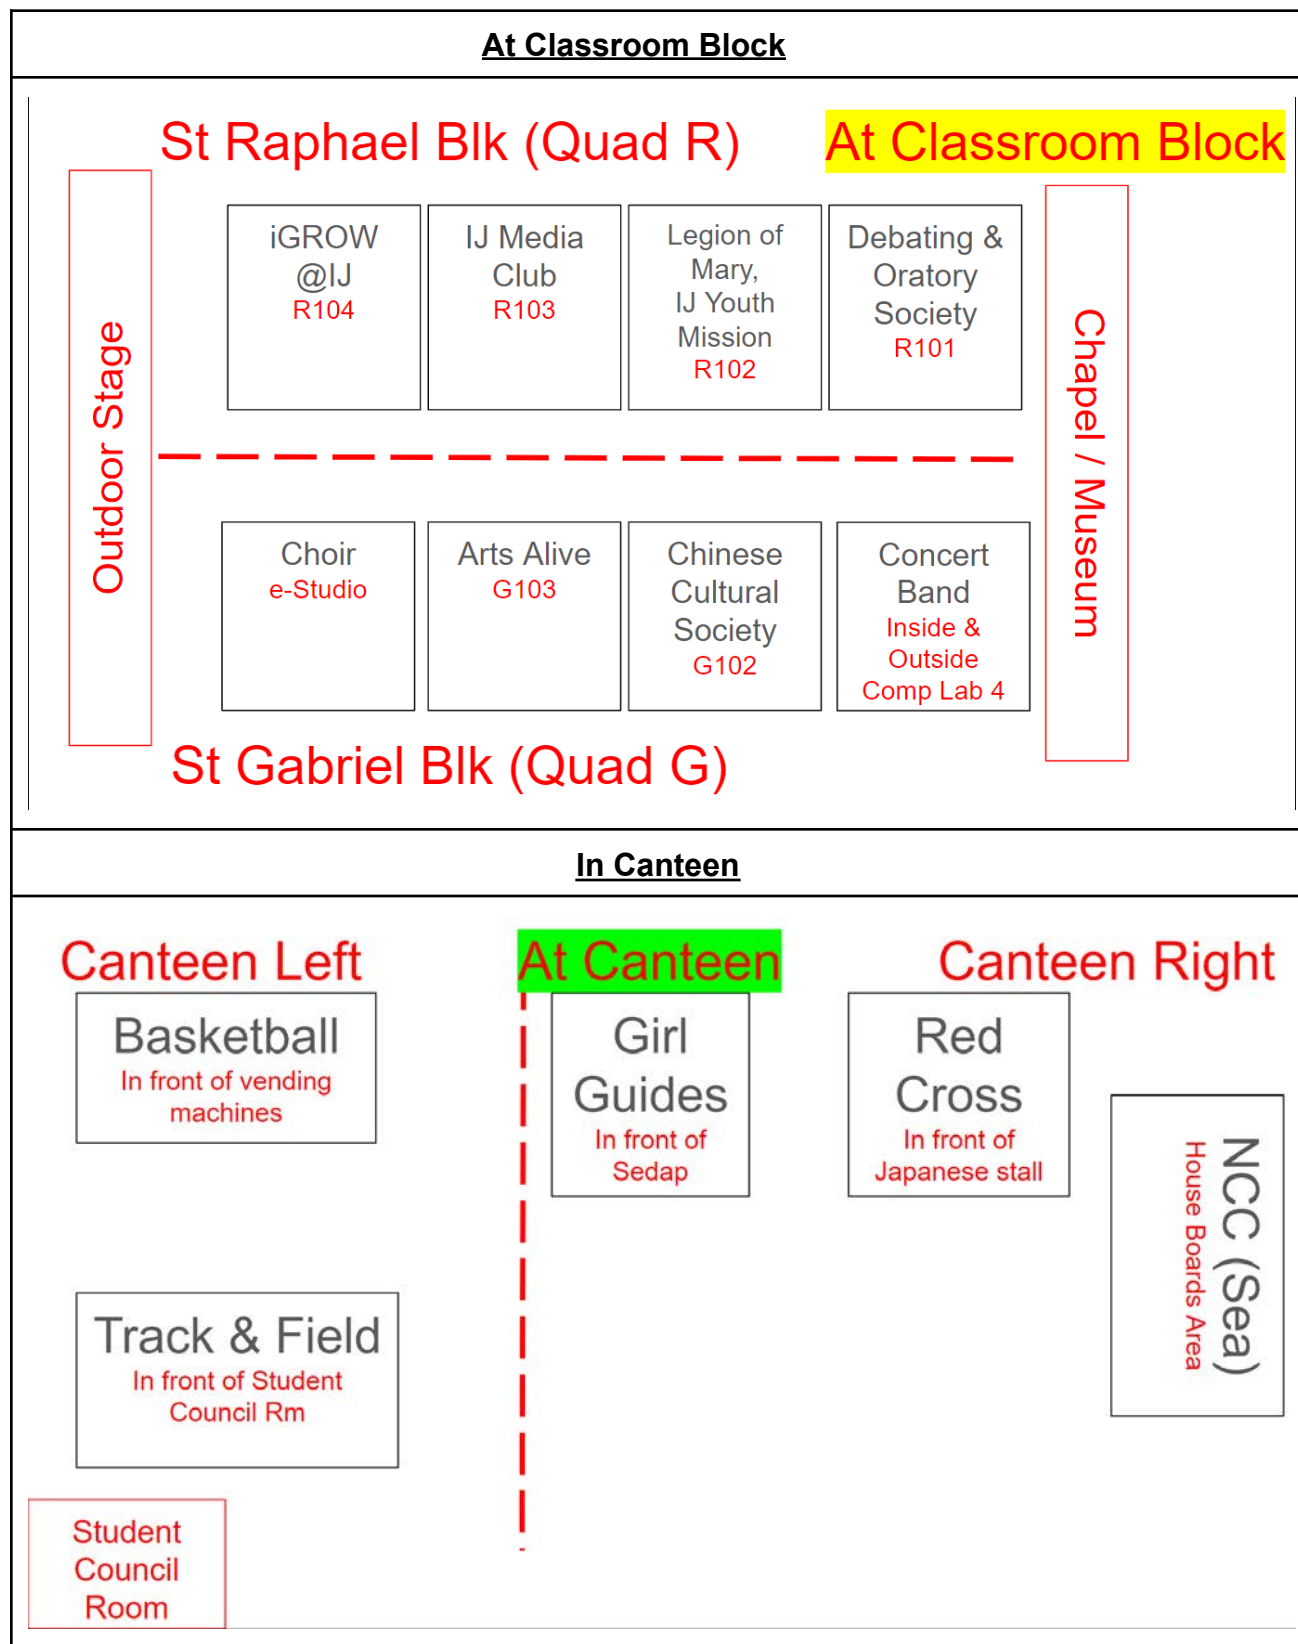 At Classroom Block
St Raphael Blk (Quad R)
At Classroom Block
Outdoor Stage
iGROW
@IJ
R104
IJ Media
Club
R103
Legion of
Mary,
IJ Youth
Mission
R102
Debating &
Oratory
Society
R101
Chapel / Museum
Choir
e-Studio
Arts Alive
G103
Chinese
Cultural
Society
G102
Concert
Band
Inside &
Outside
Comp Lab 4
St Gabriel Blk (Quad G)
In Canteen
Canteen Left
At Canteen
Canteen Right
Basketball
In front of vending
machines
Girl
Guides
In front of
Sedap
Red
Cross
In front of
Japanese stall
NCC (Sea)
House Boards Area
Track & Field
In front of Student
Council Rm
Student
Council
Room